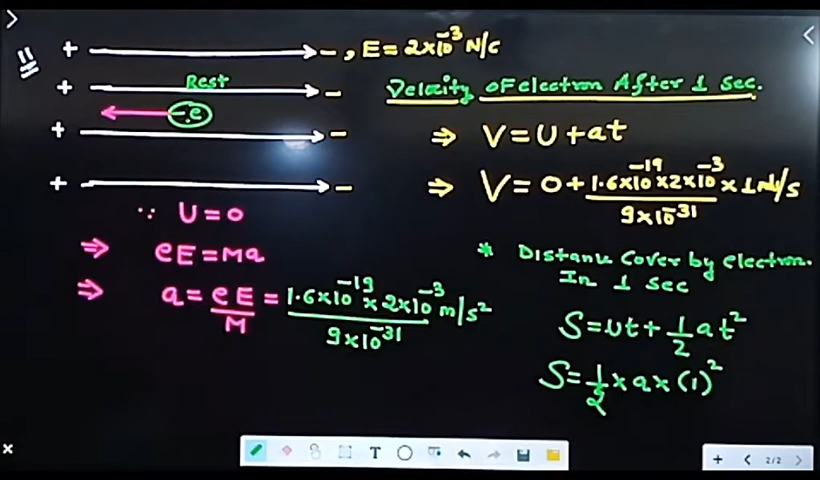 + -, E = 2×10⁻³ N/C
+ Rest -
-e
+ -
+ -
∵ U = 0
⇒ eE = Ma
⇒ a = eE/M = 1.6×10⁻¹⁹ × 2×10⁻³ / 9×10⁻³¹ m/s²
Velocity of electron After 1 sec.
⇒ V = U + at
⇒ V = 0 + 1.6×10⁻¹⁹ × 2×10⁻³ / 9×10⁻³¹ × 1 m/s
* Distance Cover by electron.
In 1 sec
S = ut + 1/2 at²
S = 1/2 × a × (1)²
T
2/2